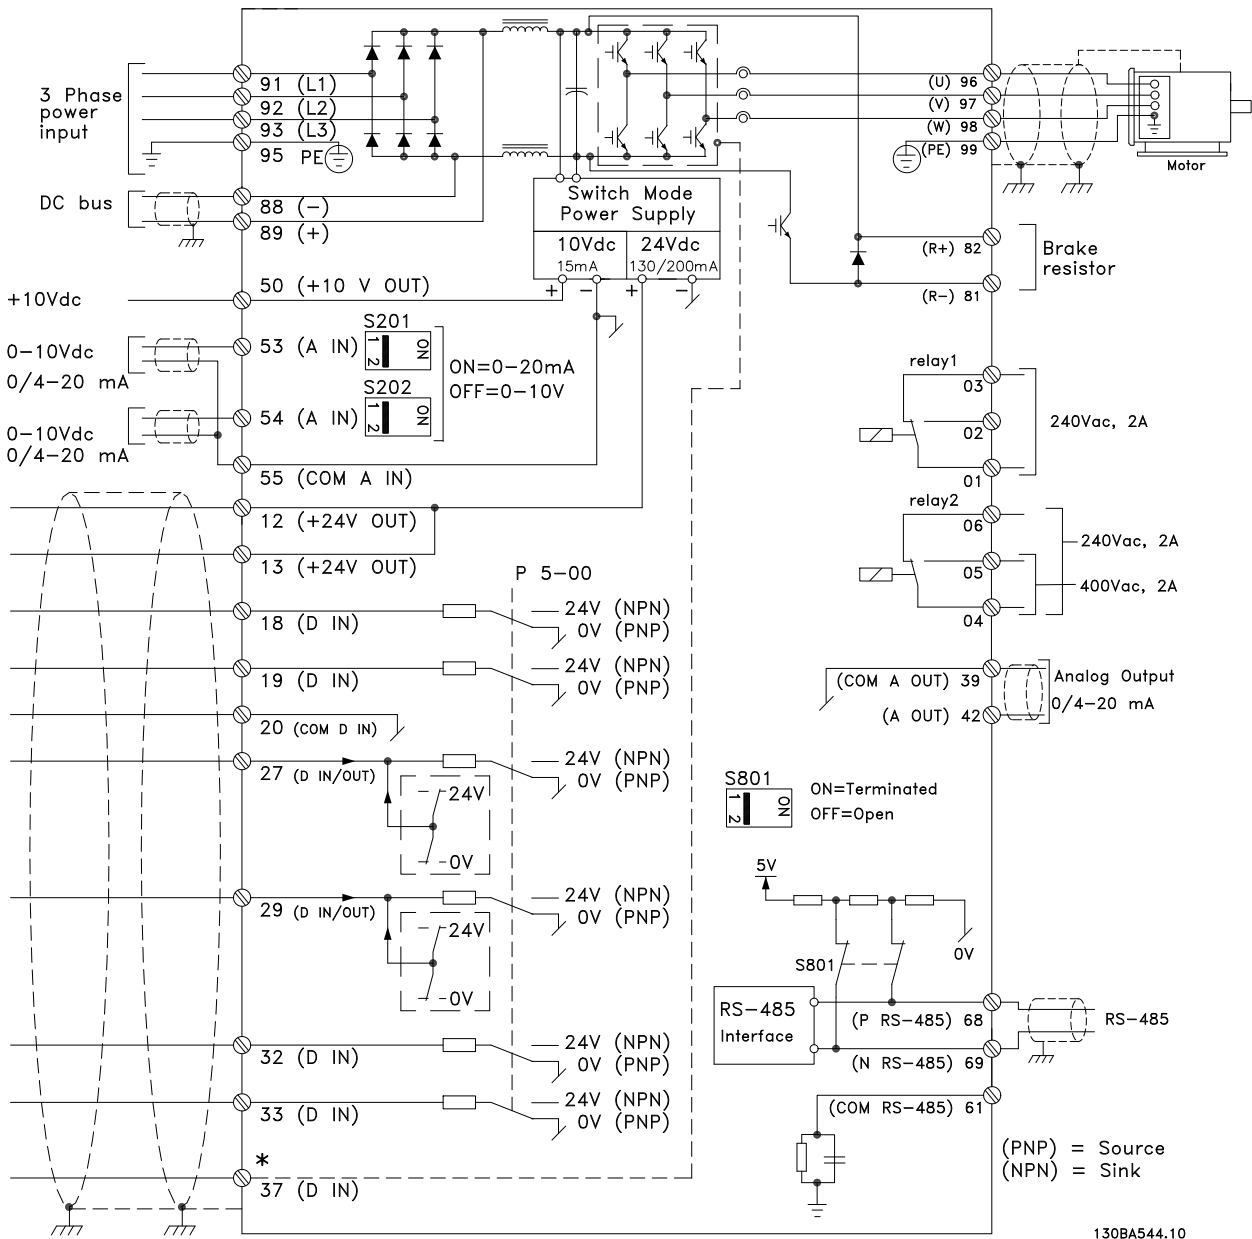 3 Phase
power
input
91 (L1)
92 (L2)
93 (L3)
95 PE
DC bus
88 (−)
89 (+)
+10Vdc
50 (+10 V OUT)
Switch Mode
Power Supply
10Vdc
15mA
24Vdc
130/200mA
+ − + −
(U) 96
(V) 97
(W) 98
(PE) 99
Motor
(R+) 82
Brake
resistor
(R−) 81
0−10Vdc
0/4−20 mA
53 (A IN)
S201
1 2
ON
ON=0−20mA
OFF=0−10V
S202
1 2
ON
0−10Vdc
0/4−20 mA
54 (A IN)
55 (COM A IN)
12 (+24V OUT)
13 (+24V OUT)
P 5−00
18 (D IN)
24V (NPN)
0V (PNP)
19 (D IN)
24V (NPN)
0V (PNP)
20 (COM D IN)
27 (D IN/OUT)
24V (NPN)
0V (PNP)
24V
0V
29 (D IN/OUT)
24V (NPN)
0V (PNP)
24V
0V
32 (D IN)
24V (NPN)
0V (PNP)
33 (D IN)
24V (NPN)
0V (PNP)
*
37 (D IN)
relay1
03
02
01
240Vac, 2A
relay2
06
05
04
240Vac, 2A
400Vac, 2A
(COM A OUT) 39
(A OUT) 42
Analog Output
0/4−20 mA
S801
1 2
ON
ON=Terminated
OFF=Open
5V
0V
S801
RS−485
Interface
(P RS−485) 68
(N RS−485) 69
RS−485
(COM RS−485) 61
(PNP) = Source
(NPN) = Sink
130BA544.10